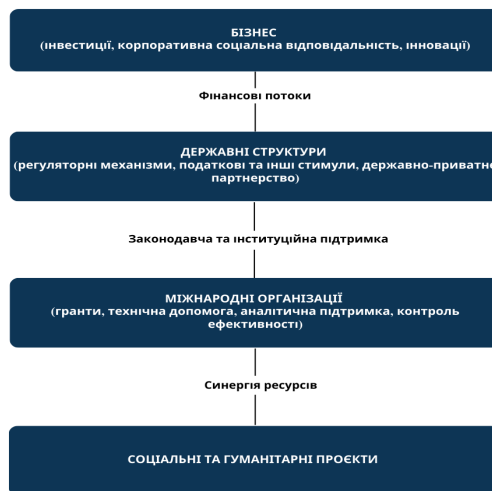 БІЗНЕС
(інвестиції, корпоративна соціальна відповідальність, інновації)
Фінансові потоки
ДЕРЖАВНІ СТРУКТУРИ
(регуляторні механізми, податкові та інші стимули, державно-приватне
партнерство)
Законодавча та інституційна підтримка
МІЖНАРОДНІ ОРГАНІЗАЦІЇ
(гранти, технічна допомога, аналітична підтримка, контроль
ефективності)
Синергія ресурсів
СОЦІАЛЬНІ ТА ГУМАНІТАРНІ ПРОЄКТИ